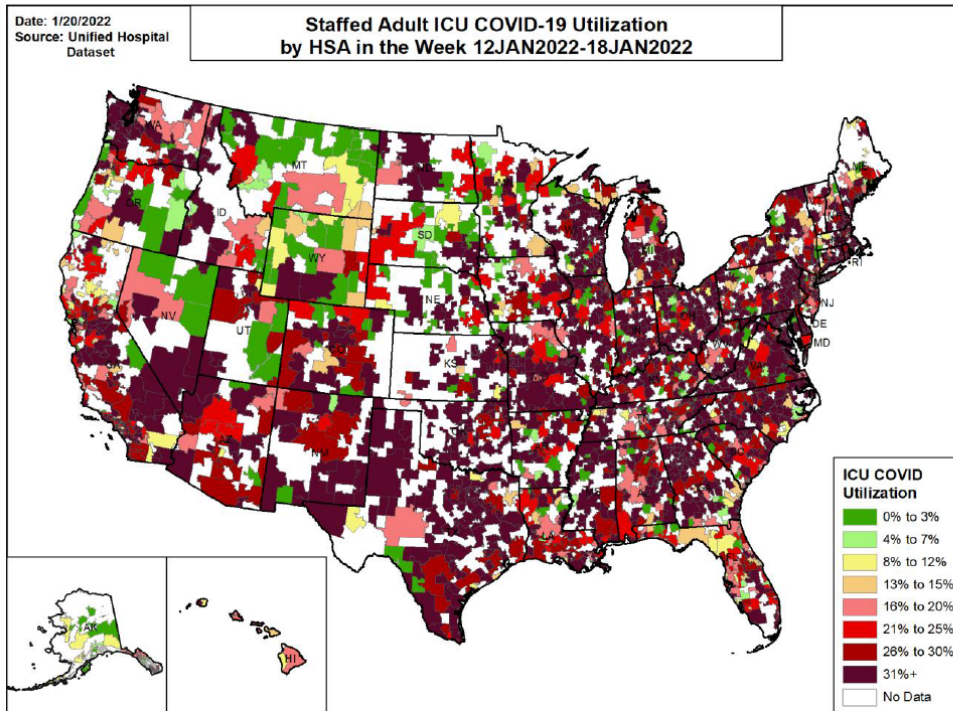 Date: 1/20/2022
Source: Unified Hospital
Dataset
Staffed Adult ICU COVID-19 Utilization
by HSA in the Week 12JAN2022-18JAN2022
WA
MT
ME
OR
ID
SD
WY
RI
NE
NJ
NV
UT
DE
MD
KS
AZ
NM
SC
AK
HI
ICU COVID
Utilization
0% to 3%
4% to 7%
8% to 12%
13% to 15%
16% to 20%
21% to 25%
26% to 30%
31%+
No Data